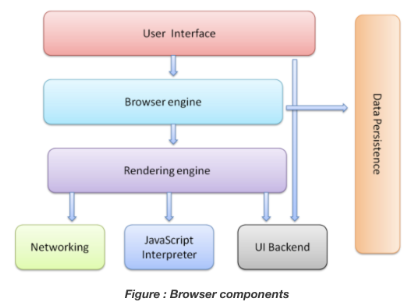 User Interface
Browser engine
Data Persistence
Rendering engine
Networking
JavaScript
Interpreter
UI Backend
Figure : Browser components